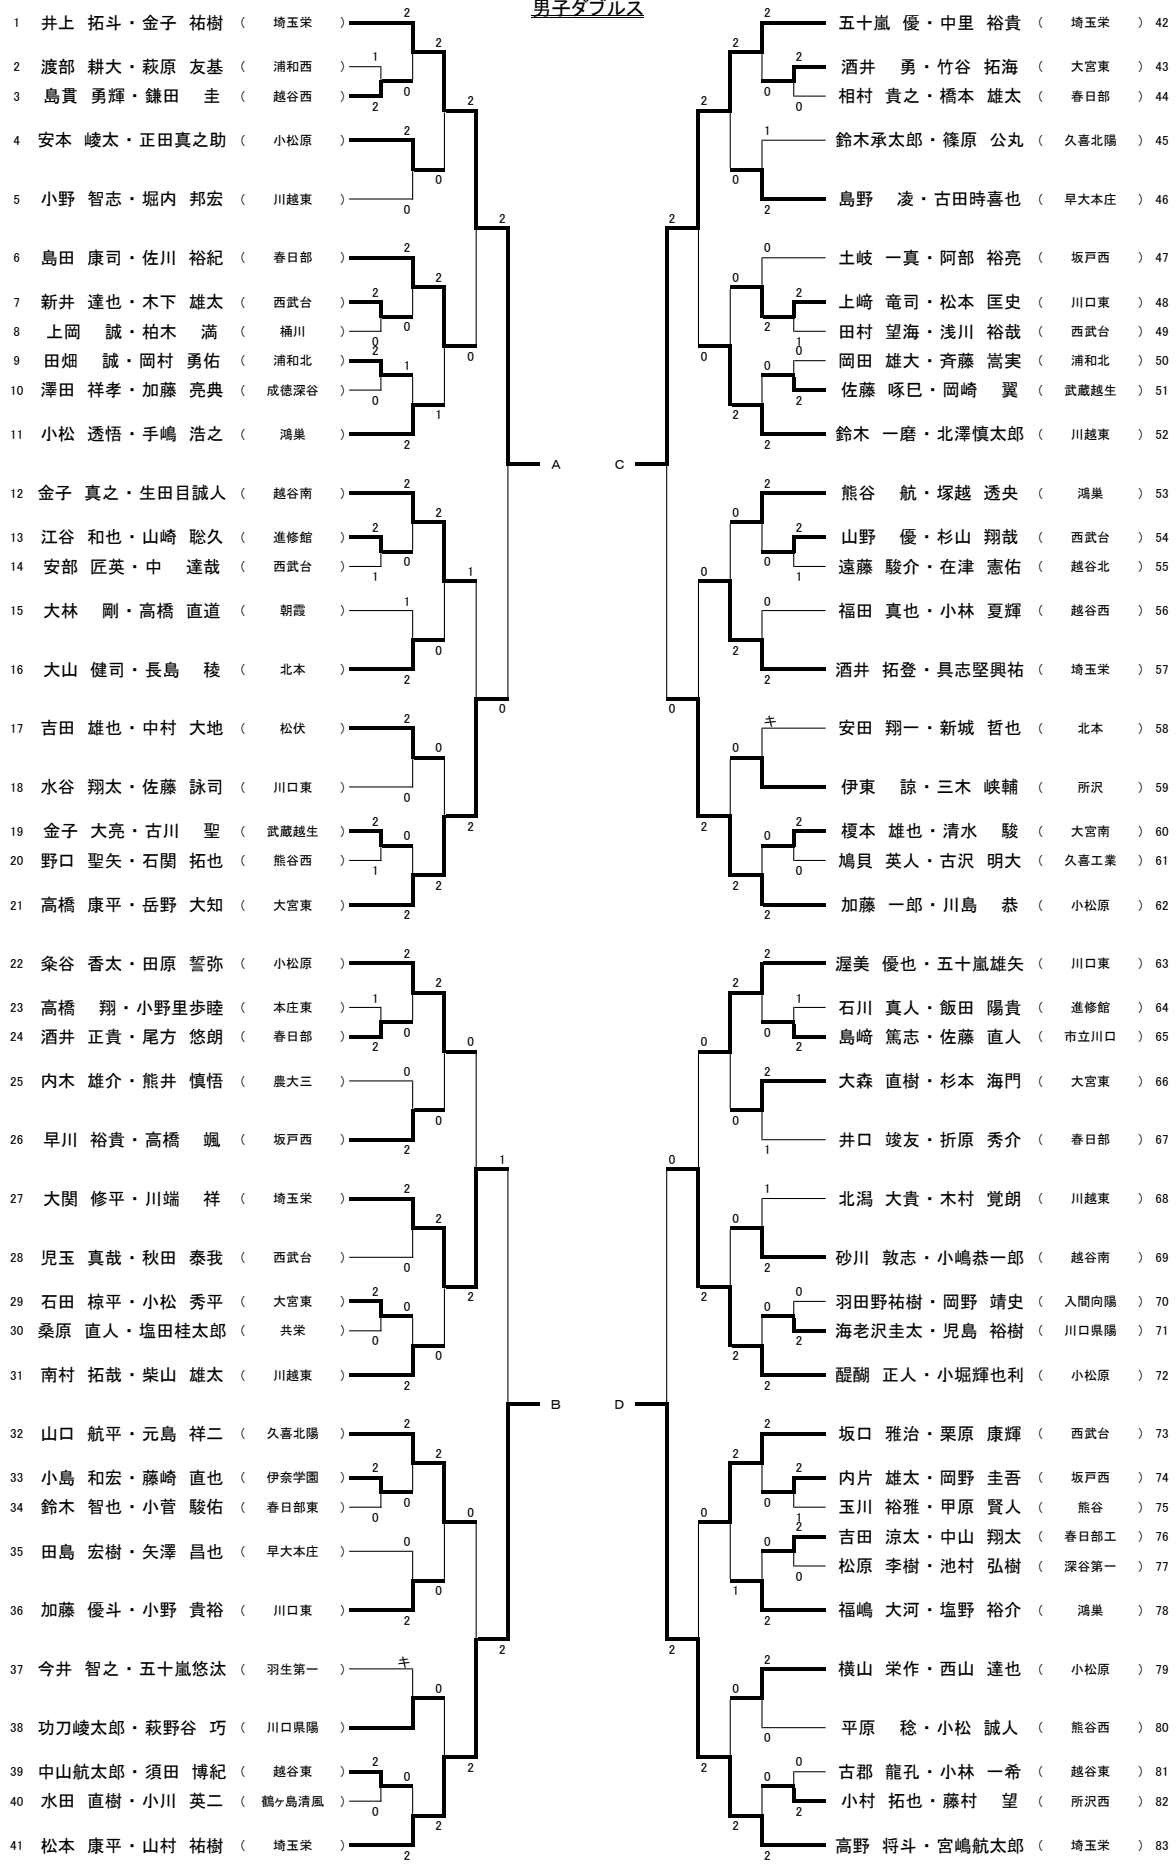 男子ダブルス
1 井上 拓斗・金子 祐樹 ( 埼玉栄 )
2 渡部 耕大・萩原 友基 ( 浦和西 )
3 島貫 勇輝・鎌田 圭 ( 越谷西 )
4 安本 崚太・正田真之助 ( 小松原 )
5 小野 智志・堀内 邦宏 ( 川越東 )
6 島田 康司・佐川 裕紀 ( 春日部 )
7 新井 達也・木下 雄太 ( 西武台 )
8 上岡 誠・柏木 満 ( 桶川 )
9 田畑 誠・岡村 勇佑 ( 浦和北 )
10 澤田 祥孝・加藤 亮典 ( 成徳深谷 )
11 小松 透悟・手嶋 浩之 ( 鴻巣 )
12 金子 真之・生田目誠人 ( 越谷南 )
13 江谷 和也・山崎 聡久 ( 進修館 )
14 安部 匠英・中 達哉 ( 西武台 )
15 大林 剛・高橋 直道 ( 朝霞 )
16 大山 健司・長島 稜 ( 北本 )
17 吉田 雄也・中村 大地 ( 松伏 )
18 水谷 翔太・佐藤 詠司 ( 川口東 )
19 金子 大亮・古川 聖 ( 武蔵越生 )
20 野口 聖矢・石関 拓也 ( 熊谷西 )
21 高橋 康平・岳野 大知 ( 大宮東 )
22 粂谷 香太・田原 誓弥 ( 小松原 )
23 高橋 翔・小野里歩睦 ( 本庄東 )
24 酒井 正貴・尾方 悠朗 ( 春日部 )
25 内木 雄介・熊井 慎悟 ( 農大三 )
26 早川 裕貴・高橋 颯 ( 坂戸西 )
27 大関 修平・川端 祥 ( 埼玉栄 )
28 児玉 真哉・秋田 泰我 ( 西武台 )
29 石田 椋平・小松 秀平 ( 大宮東 )
30 桑原 直人・塩田桂太郎 ( 共栄 )
31 南村 拓哉・柴山 雄太 ( 川越東 )
32 山口 航平・元島 祥二 ( 久喜北陽 )
33 小島 和宏・藤崎 直也 ( 伊奈学園 )
34 鈴木 智也・小菅 駿佑 ( 春日部東 )
35 田島 宏樹・矢澤 昌也 ( 早大本庄 )
36 加藤 優斗・小野 貴裕 ( 川口東 )
37 今井 智之・五十嵐悠汰 ( 羽生第一 ) キ
38 功刀崚太郎・萩野谷 巧 ( 川口県陽 )
39 中山航太郎・須田 博紀 ( 越谷東 )
40 水田 直樹・小川 英二 ( 鶴ヶ島清風 )
41 松本 康平・山村 祐樹 ( 埼玉栄 )
A
B
C
D
五十嵐 優・中里 裕貴 ( 埼玉栄 ) 42
酒井 勇・竹谷 拓海 ( 大宮東 ) 43
相村 貴之・橋本 雄太 ( 春日部 ) 44
鈴木承太郎・篠原 公丸 ( 久喜北陽 ) 45
島野 凌・古田時喜也 ( 早大本庄 ) 46
土岐 一真・阿部 裕亮 ( 坂戸西 ) 47
上﨑 竜司・松本 匡史 ( 川口東 ) 48
田村 望海・浅川 裕哉 ( 西武台 ) 49
岡田 雄大・斉藤 嵩実 ( 浦和北 ) 50
佐藤 啄巳・岡崎 翼 ( 武蔵越生 ) 51
鈴木 一磨・北澤慎太郎 ( 川越東 ) 52
熊谷 航・塚越 透央 ( 鴻巣 ) 53
山野 優・杉山 翔哉 ( 西武台 ) 54
遠藤 駿介・在津 憲佑 ( 越谷北 ) 55
福田 真也・小林 夏輝 ( 越谷西 ) 56
酒井 拓登・具志堅興祐 ( 埼玉栄 ) 57
キ 安田 翔一・新城 哲也 ( 北本 ) 58
伊東 諒・三木 峡輔 ( 所沢 ) 59
榎本 雄也・清水 駿 ( 大宮南 ) 60
鳩貝 英人・古沢 明大 ( 久喜工業 ) 61
加藤 一郎・川島 恭 ( 小松原 ) 62
渥美 優也・五十嵐雄矢 ( 川口東 ) 63
石川 真人・飯田 陽貴 ( 進修館 ) 64
島﨑 篤志・佐藤 直人 ( 市立川口 ) 65
大森 直樹・杉本 海門 ( 大宮東 ) 66
井口 竣友・折原 秀介 ( 春日部 ) 67
北潟 大貴・木村 覚朗 ( 川越東 ) 68
砂川 敦志・小嶋恭一郎 ( 越谷南 ) 69
羽田野祐樹・岡野 靖史 ( 入間向陽 ) 70
海老沢圭太・児島 裕樹 ( 川口県陽 ) 71
醍醐 正人・小堀輝也利 ( 小松原 ) 72
坂口 雅治・栗原 康輝 ( 西武台 ) 73
内片 雄太・岡野 圭吾 ( 坂戸西 ) 74
玉川 裕雅・甲原 賢人 ( 熊谷 ) 75
吉田 涼太・中山 翔太 ( 春日部工 ) 76
松原 李樹・池村 弘樹 ( 深谷第一 ) 77
福嶋 大河・塩野 裕介 ( 鴻巣 ) 78
横山 栄作・西山 達也 ( 小松原 ) 79
平原 稔・小松 誠人 ( 熊谷西 ) 80
古郡 龍孔・小林 一希 ( 越谷東 ) 81
小村 拓也・藤村 望 ( 所沢西 ) 82
高野 将斗・宮嶋航太郎 ( 埼玉栄 ) 83